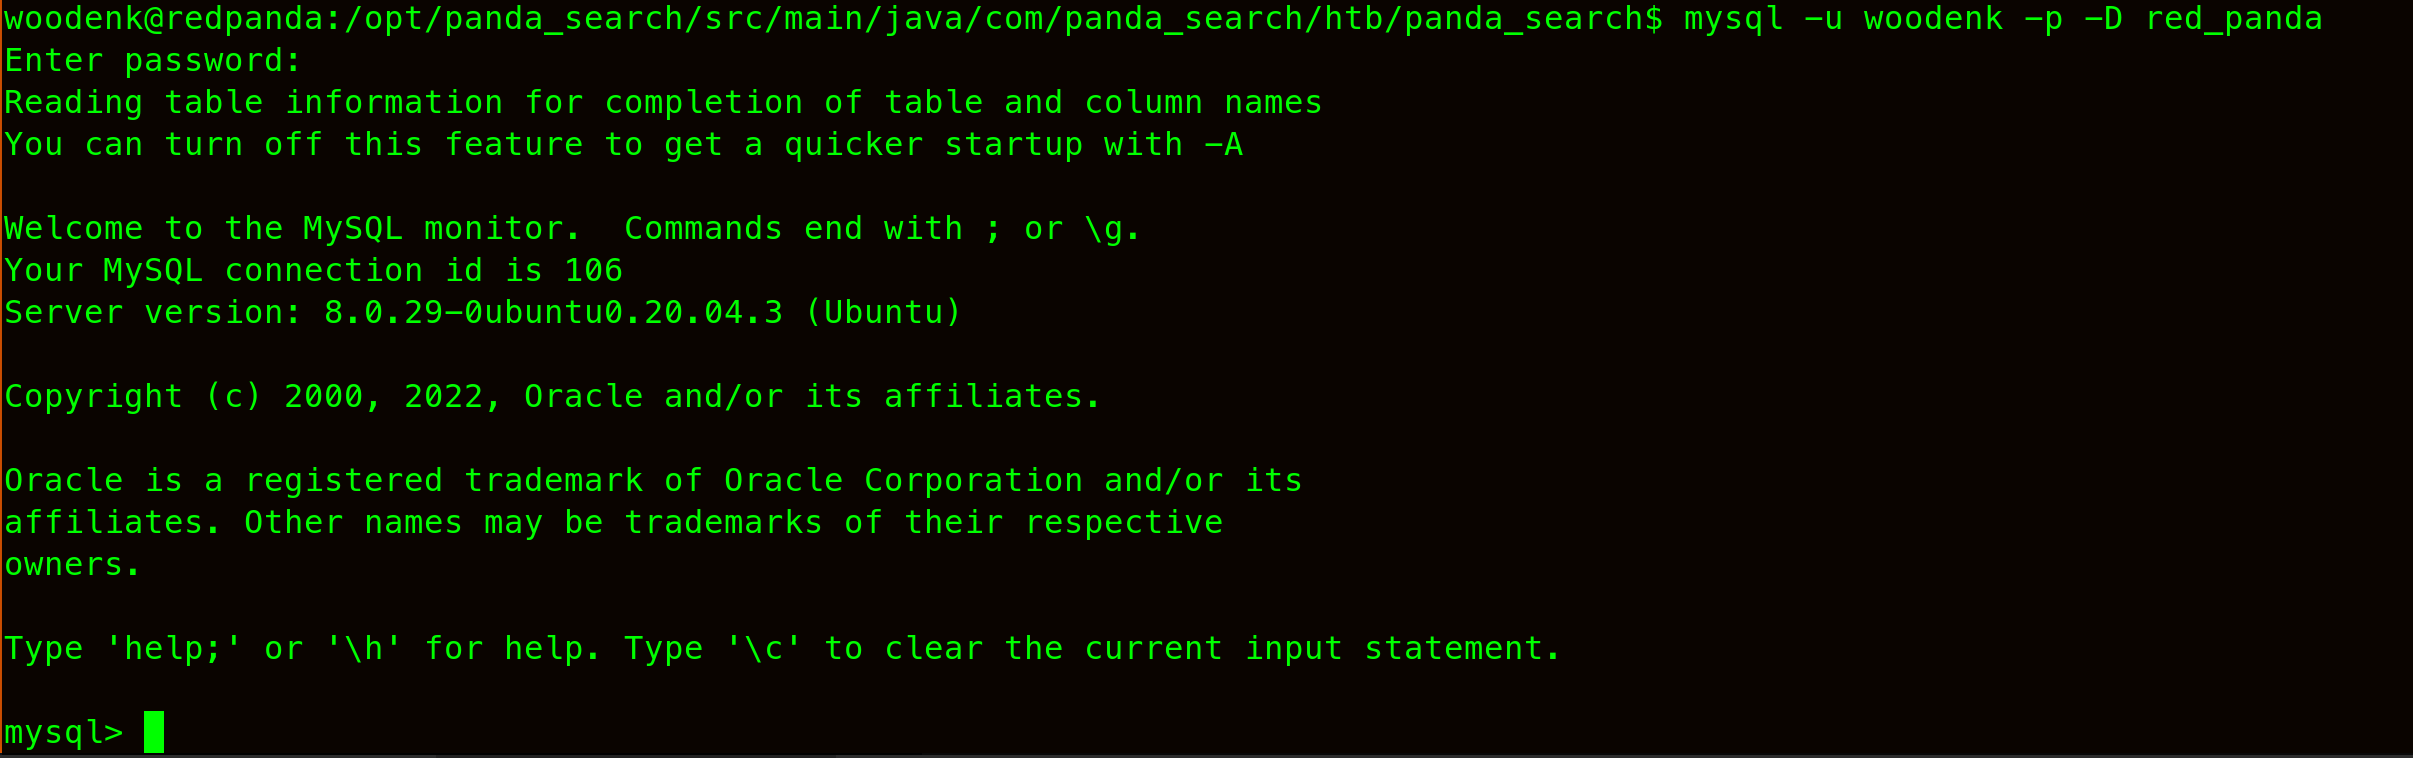 woodenk@redpanda:/opt/panda_search/src/main/java/com/panda_search/htb/panda_search$ mysql -u woodenk -p -D red_panda
Enter password:
Reading table information for completion of table and column names
You can turn off this feature to get a quicker startup with -A
Welcome to the MySQL monitor.  Commands end with ; or \g.
Your MySQL connection id is 106
Server version: 8.0.29-0ubuntu0.20.04.3 (Ubuntu)
Copyright (c) 2000, 2022, Oracle and/or its affiliates.
Oracle is a registered trademark of Oracle Corporation and/or its
affiliates. Other names may be trademarks of their respective
owners.
Type 'help;' or '\h' for help. Type '\c' to clear the current input statement.
mysql>